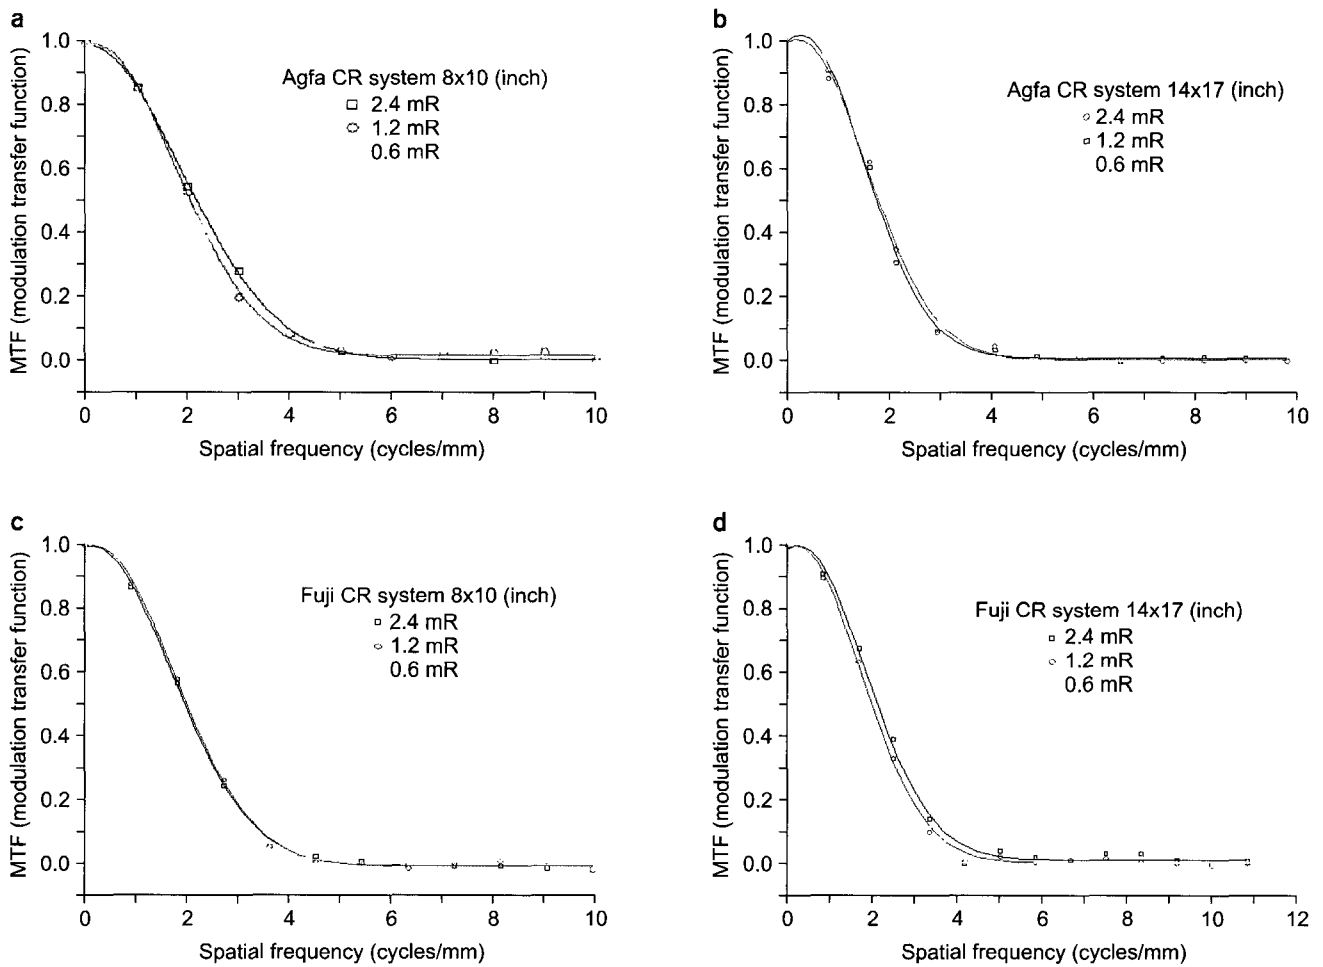 a
MTF (modulation transfer function)
1.0
0.8
0.6
0.4
0.2
0.0
Agfa CR system 8x10 (inch)
2.4 mR
1.2 mR
0.6 mR
0 2 4 6 8 10
Spatial frequency (cycles/mm)
b
MTF (modulation transfer function)
1.0
0.8
0.6
0.4
0.2
0.0
Agfa CR system 14x17 (inch)
2.4 mR
1.2 mR
0.6 mR
0 2 4 6 8 10
Spatial frequency (cycles/mm)
c
MTF (modulation transfer function)
1.0
0.8
0.6
0.4
0.2
0.0
Fuji CR system 8x10 (inch)
2.4 mR
1.2 mR
0.6 mR
0 2 4 6 8 10
Spatial frequency (cycles/mm)
d
MTF (modulation transfer function)
1.0
0.8
0.6
0.4
0.2
0.0
Fuji CR system 14x17 (inch)
2.4 mR
1.2 mR
0.6 mR
0 2 4 6 8 10 12
Spatial frequency (cycles/mm)